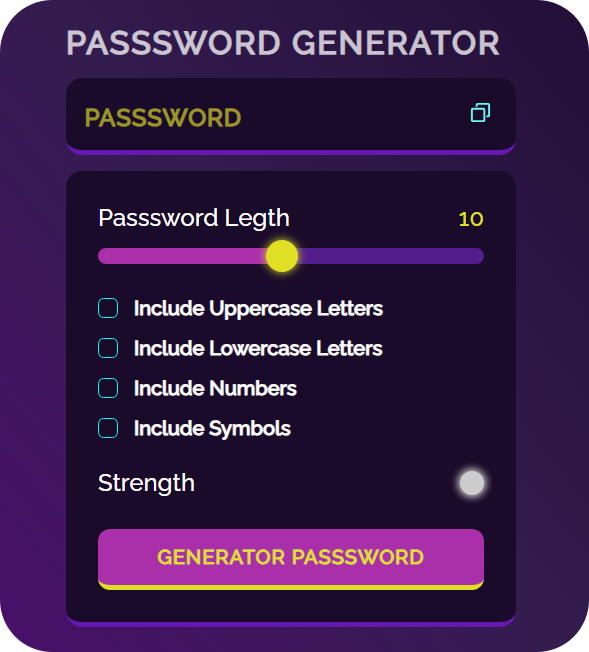 PASSSWORD GENERATOR
PASSSWORD
Passsword Legth 10
Include Uppercase Letters
Include Lowercase Letters
Include Numbers
Include Symbols
Strength
GENERATOR PASSSWORD